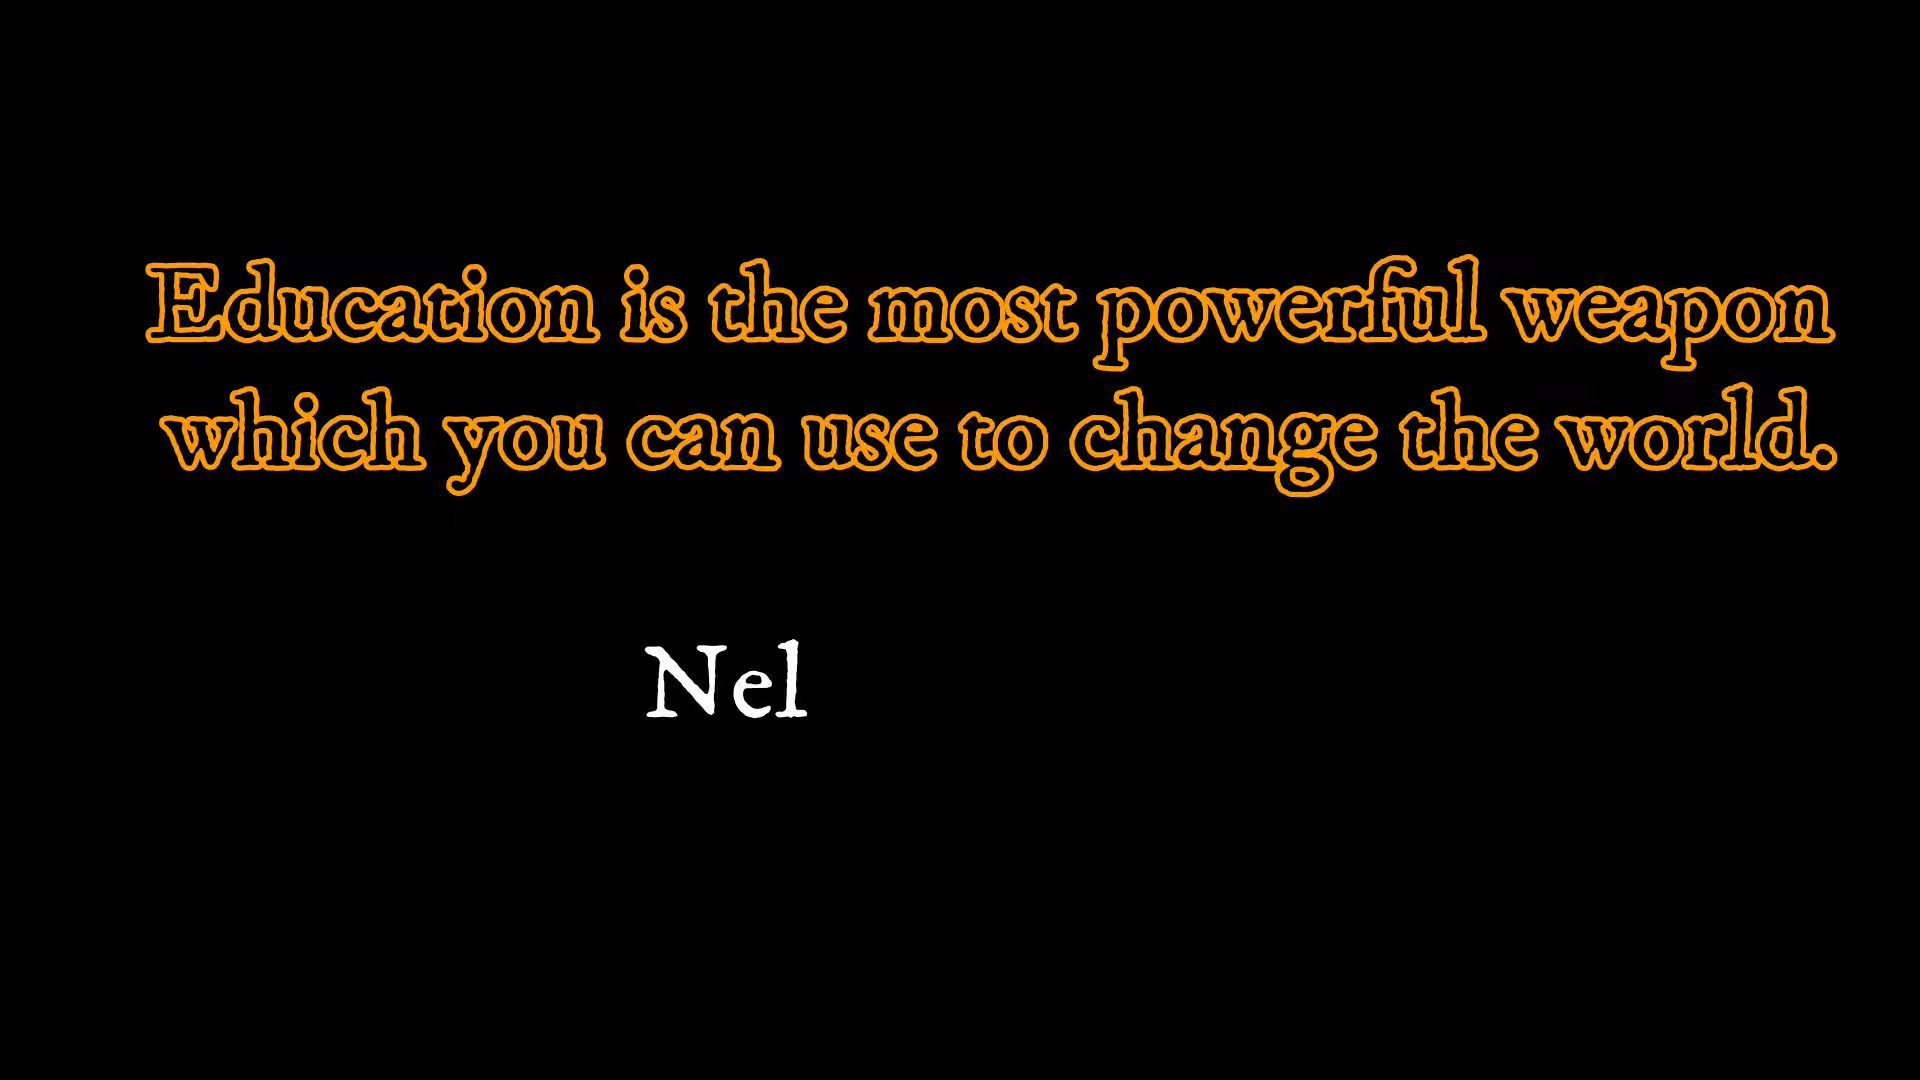 Education is the most powerful weapon
which you can use to change the world.
Nel